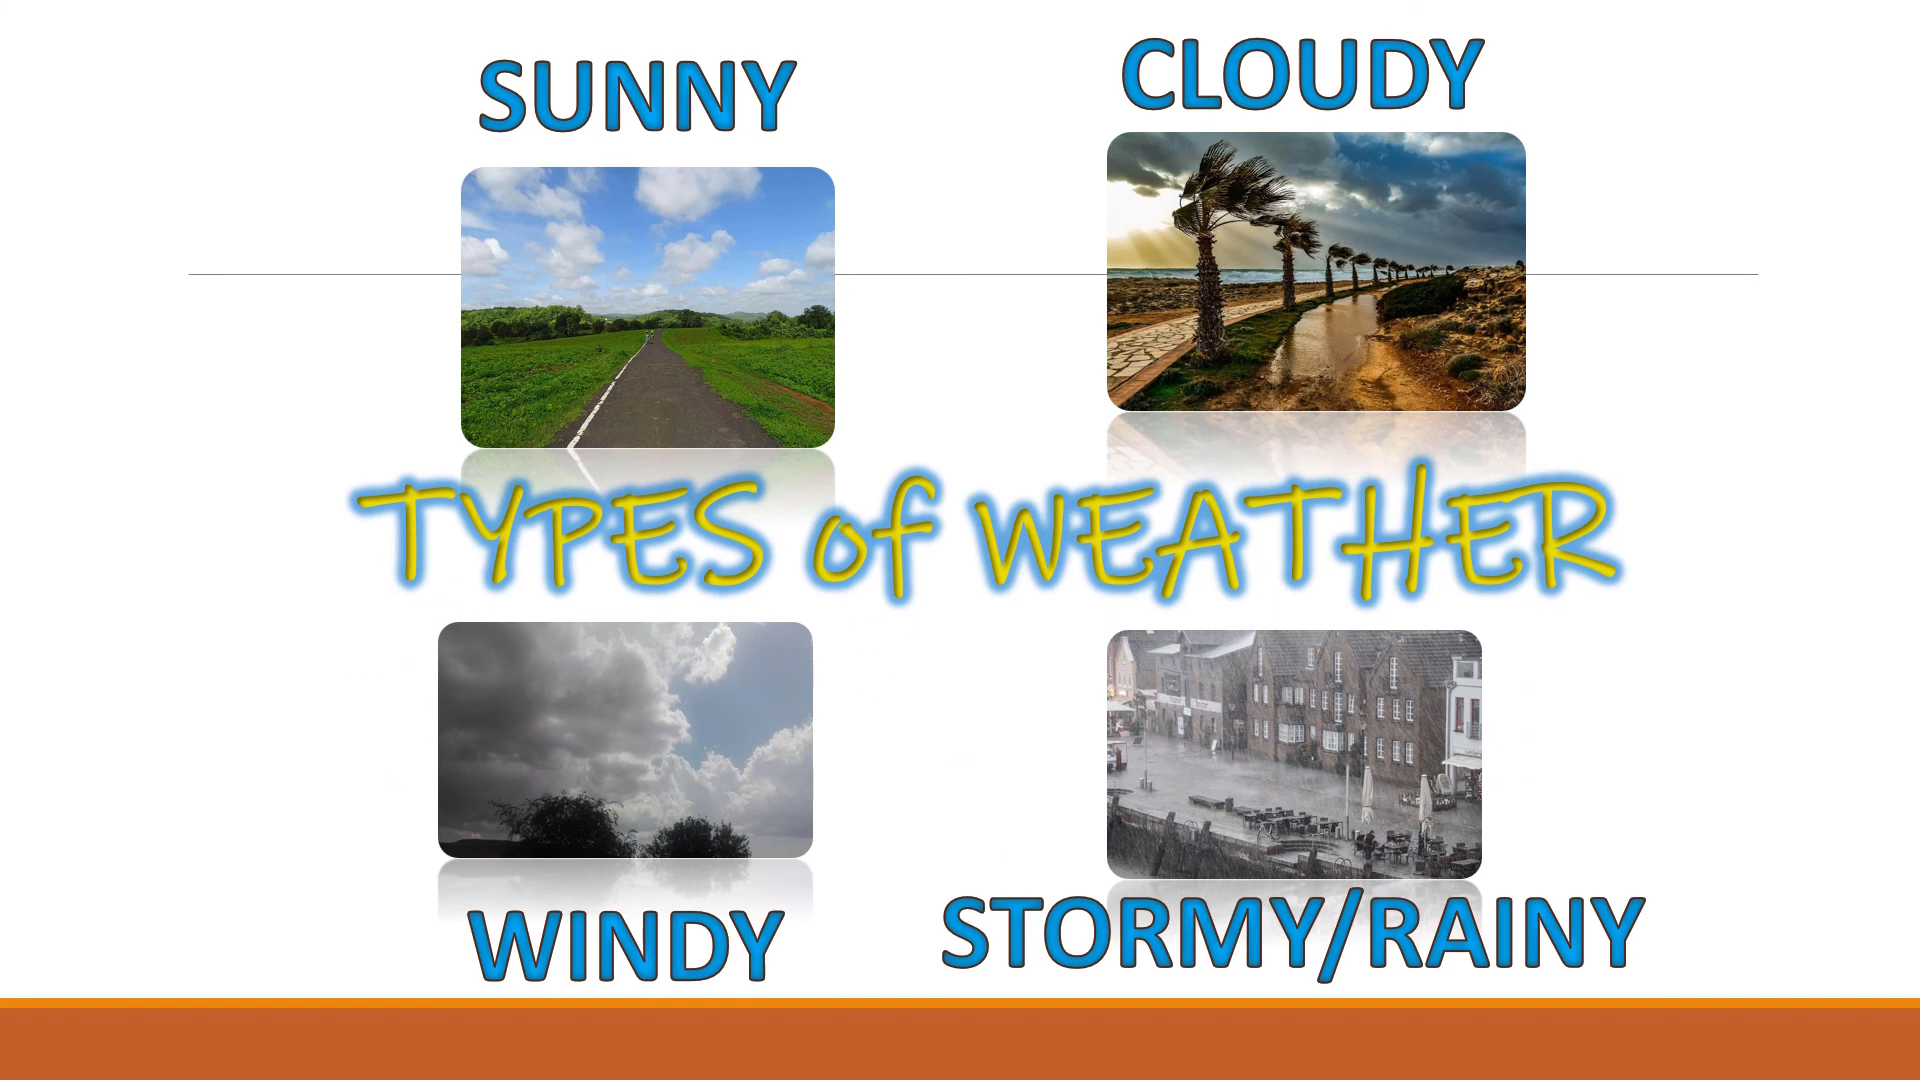 SUNNY
CLOUDY
TYPES of WEATHER
WINDY
STORMY/RAINY